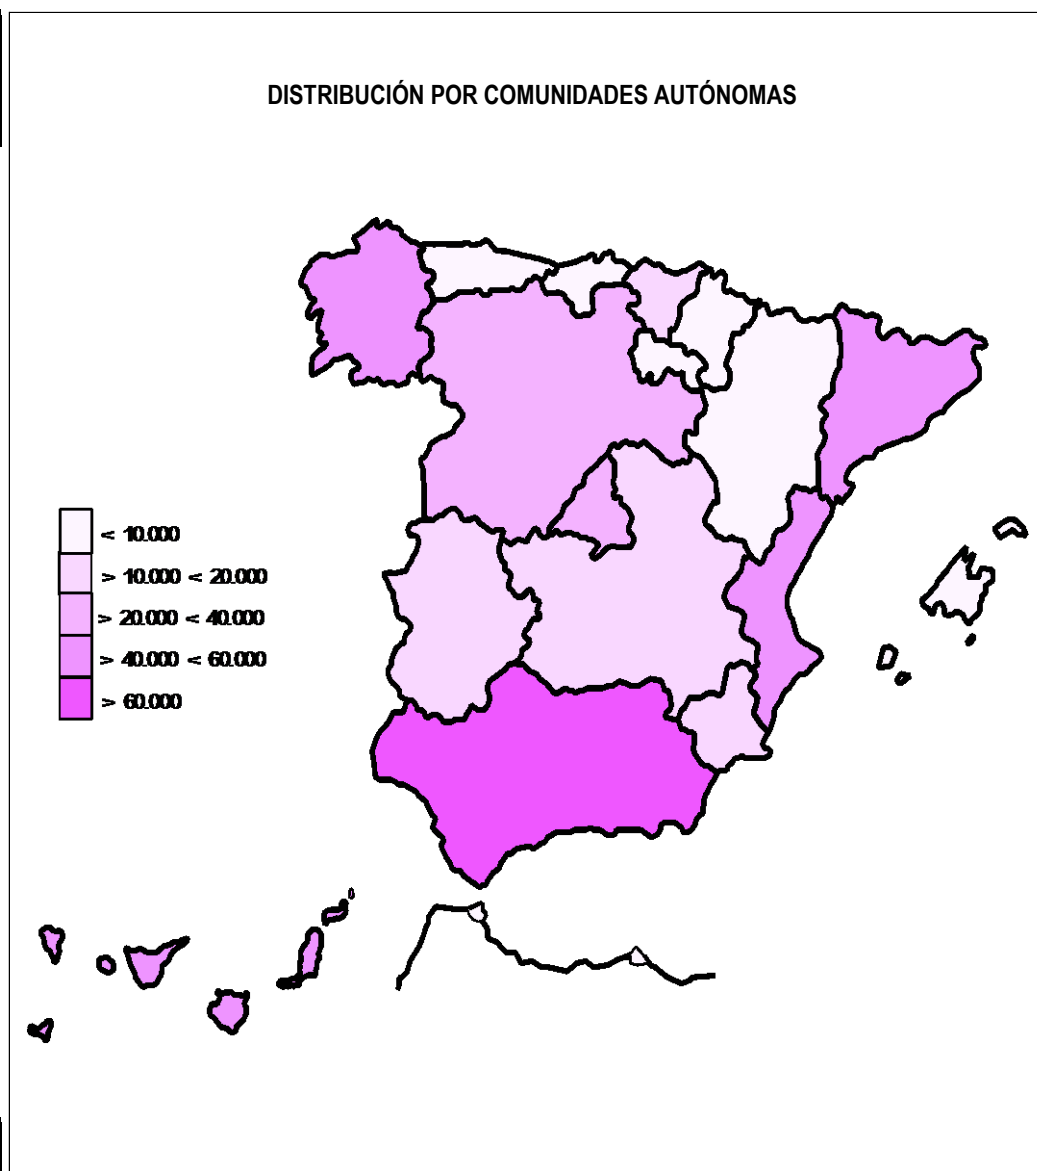 DISTRIBUCIÓN POR COMUNIDADES AUTÓNOMAS
< 10.000
> 10.000 < 20.000
> 20.000 < 40.000
> 40.000 < 60.000
> 60.000